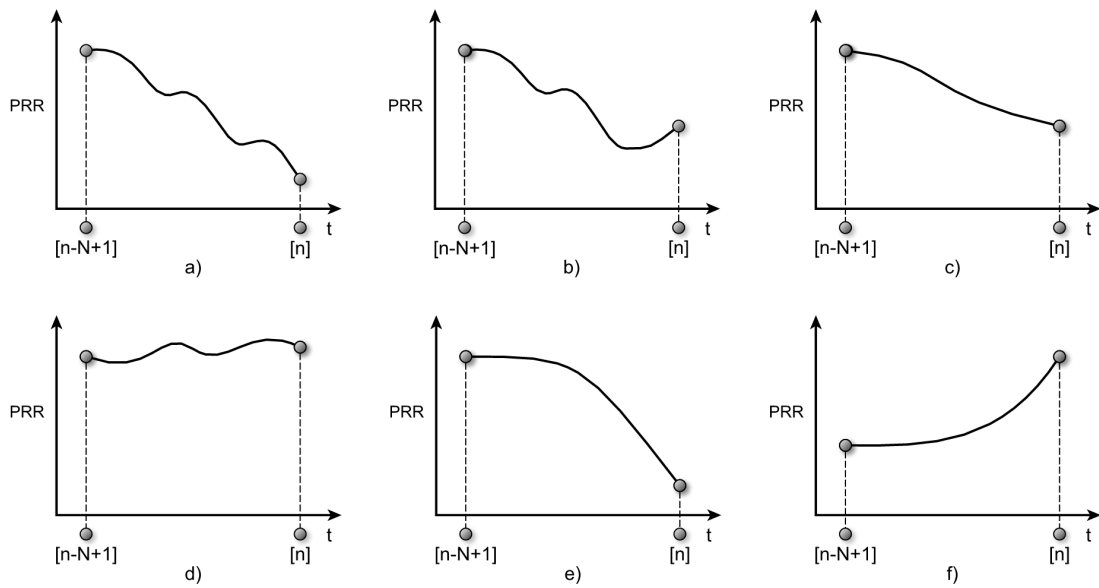 PRR PRR PRR
t t t
[n-N+1] [n] [n-N+1] [n] [n-N+1] [n]
a) b) c)
PRR PRR PRR
t t t
[n-N+1] [n] [n-N+1] [n] [n-N+1] [n]
d) e) f)